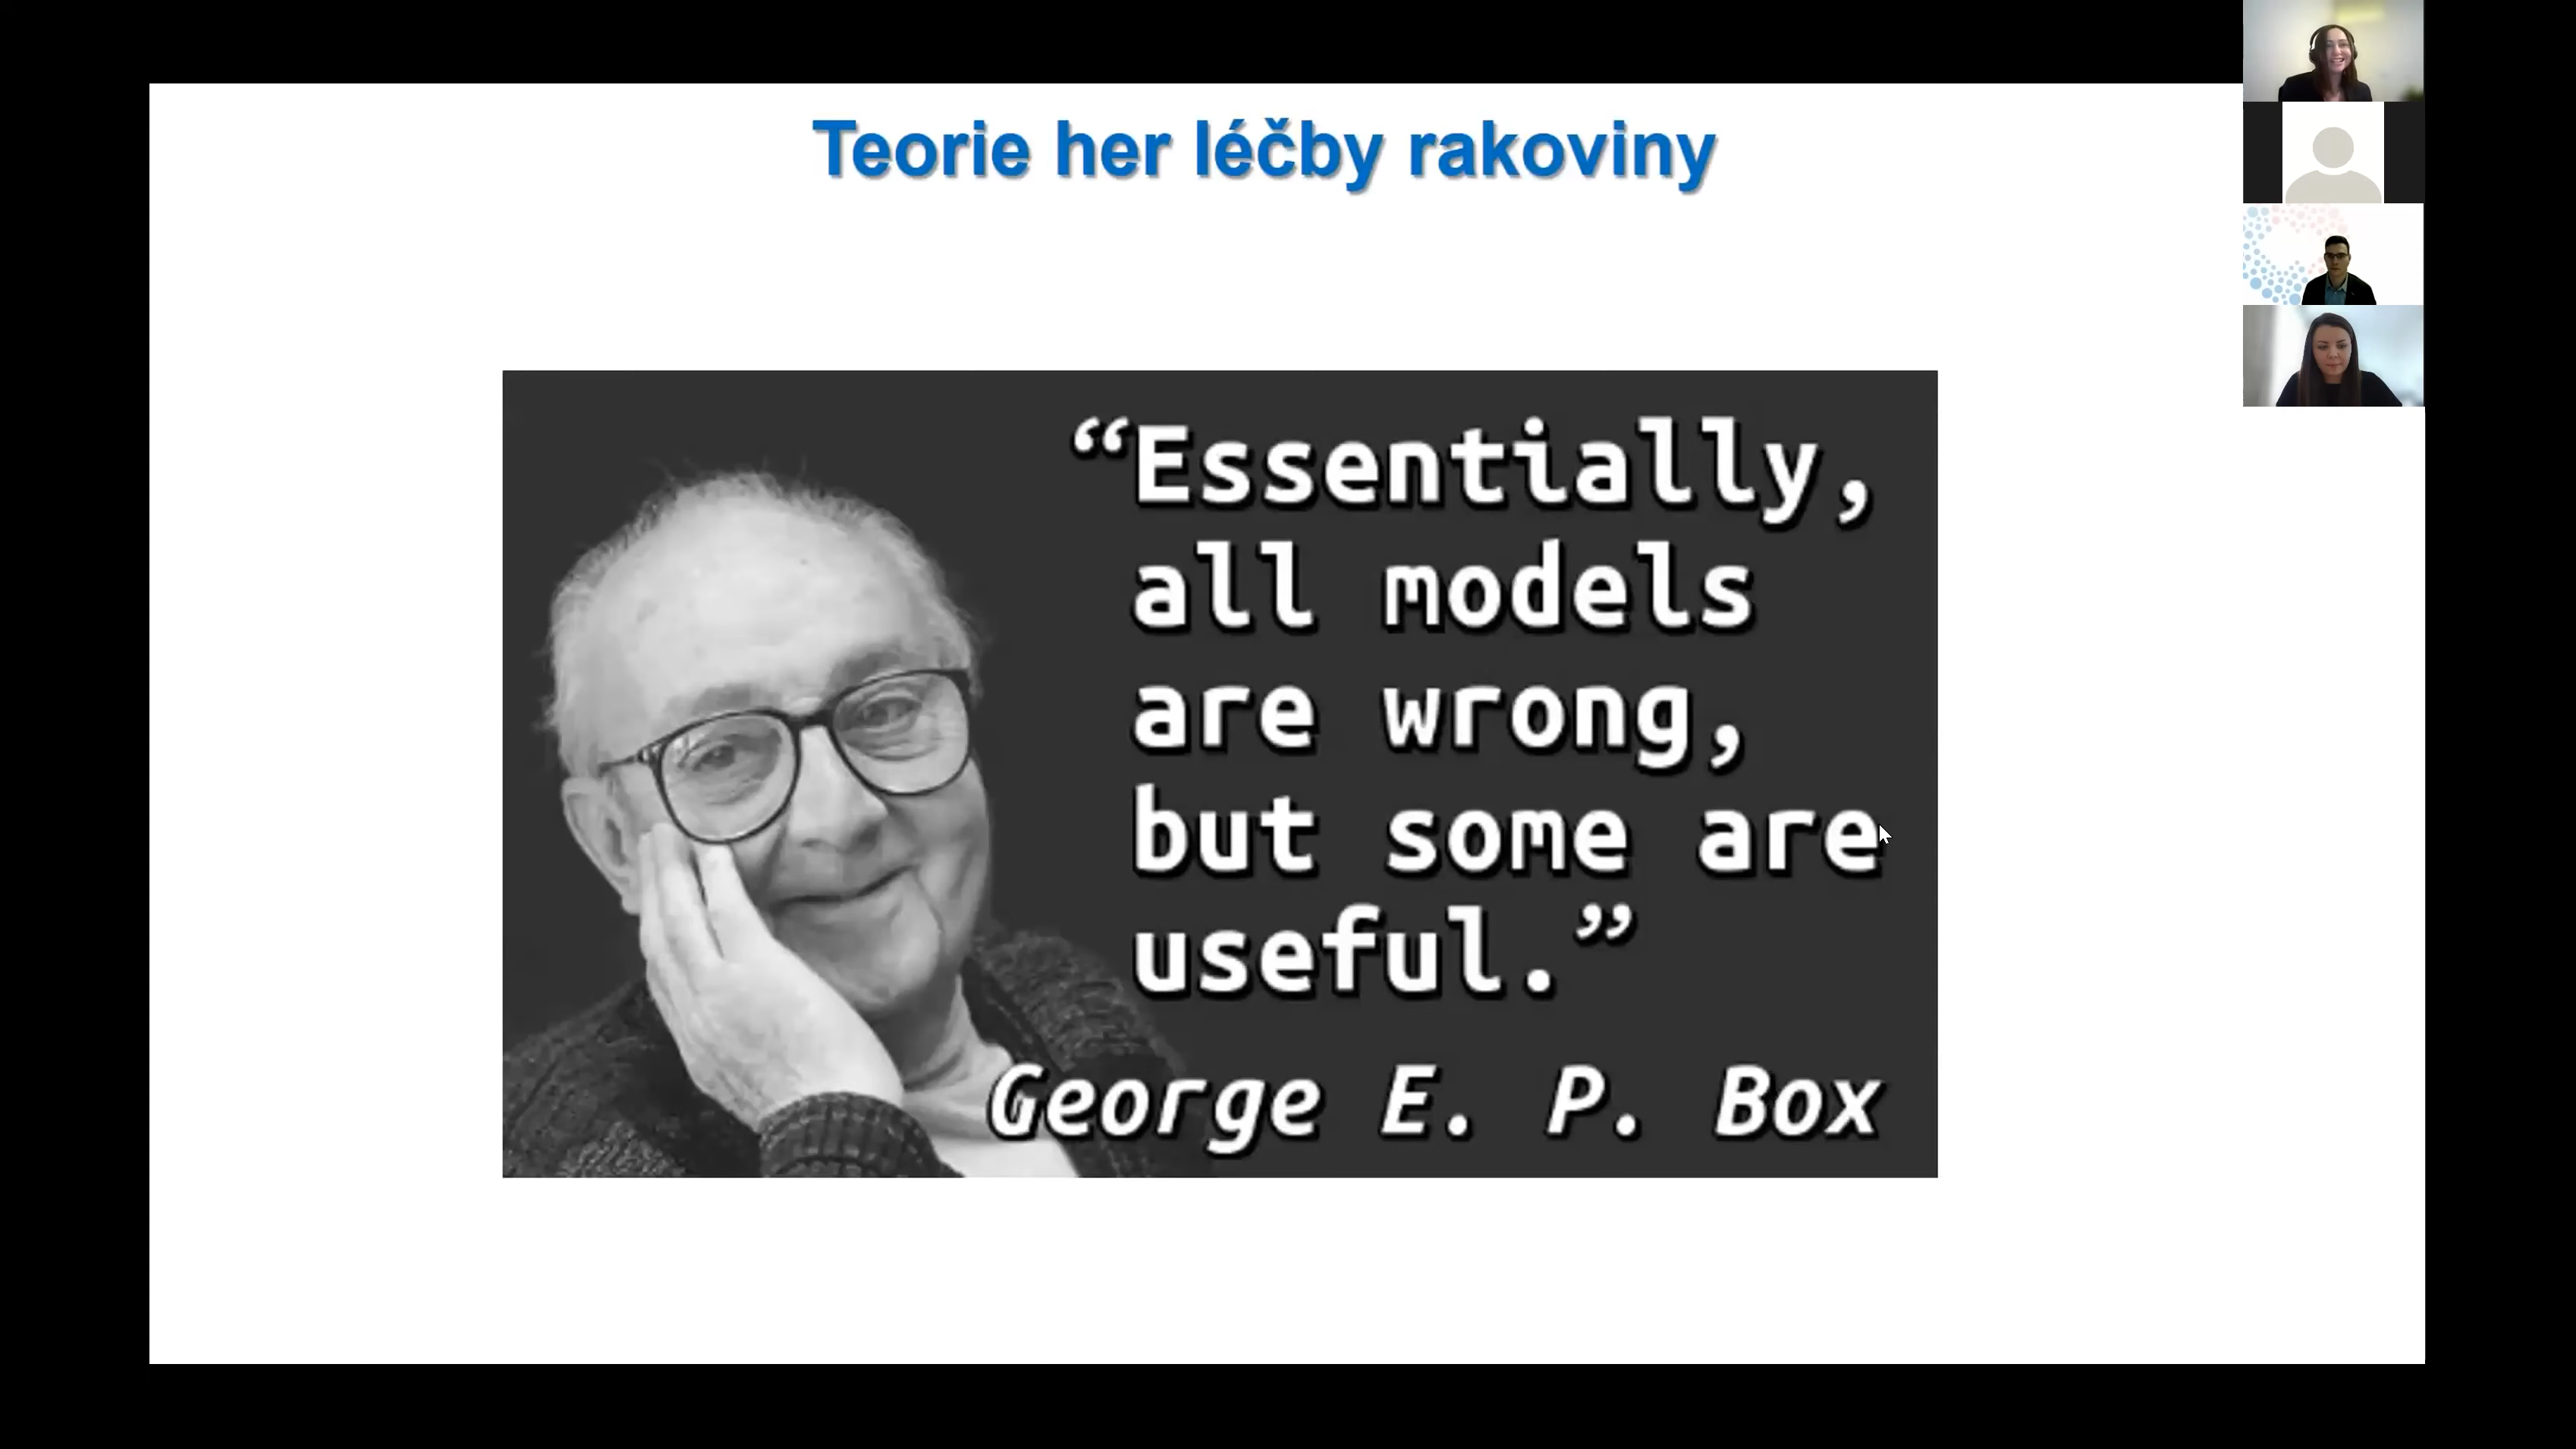 Teorie her léčby rakoviny
“Essentially,
all models
are wrong,
but some are
useful.”
George E. P. Box